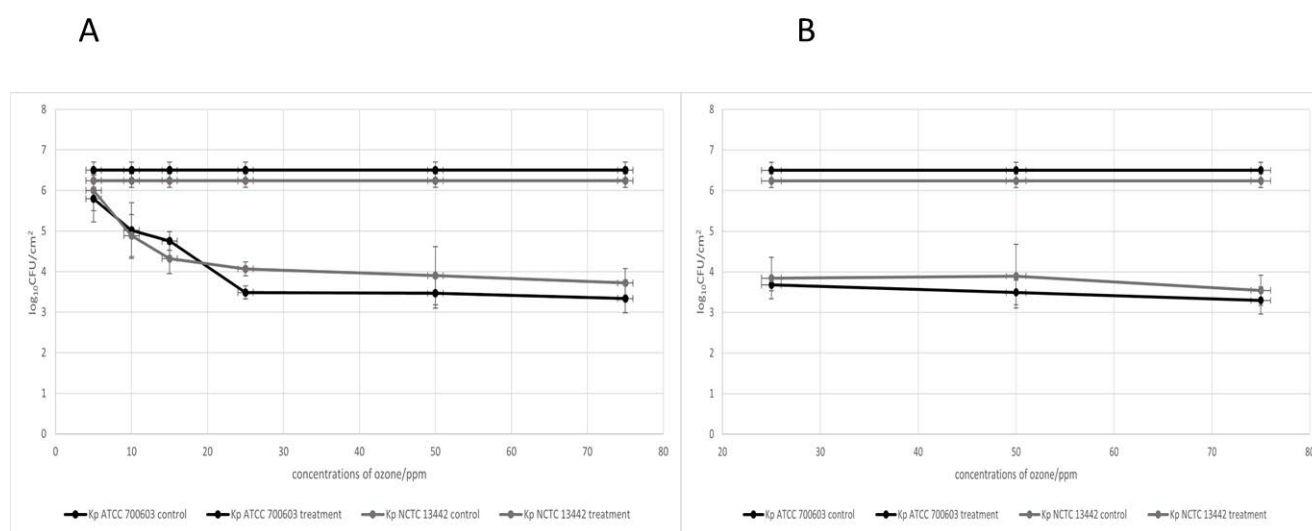 A
B
8
7
6
5
4
3
2
1
0
log₁₀CFU/cm²
0 10 20 30 40 50 60 70 80
concentrations of ozone/ppm
Kp ATCC 700603 control Kp ATCC 700603 treatment Kp NCTC 13442 control Kp NCTC 13442 treatment
8
7
6
5
4
3
2
1
0
log₁₀CFU/cm²
20 30 40 50 60 70 80
concentrations of ozone/ppm
Kp ATCC 700603 control Kp ATCC 700603 treatment Kp NCTC 13442 control Kp NCTC 13442 treatment